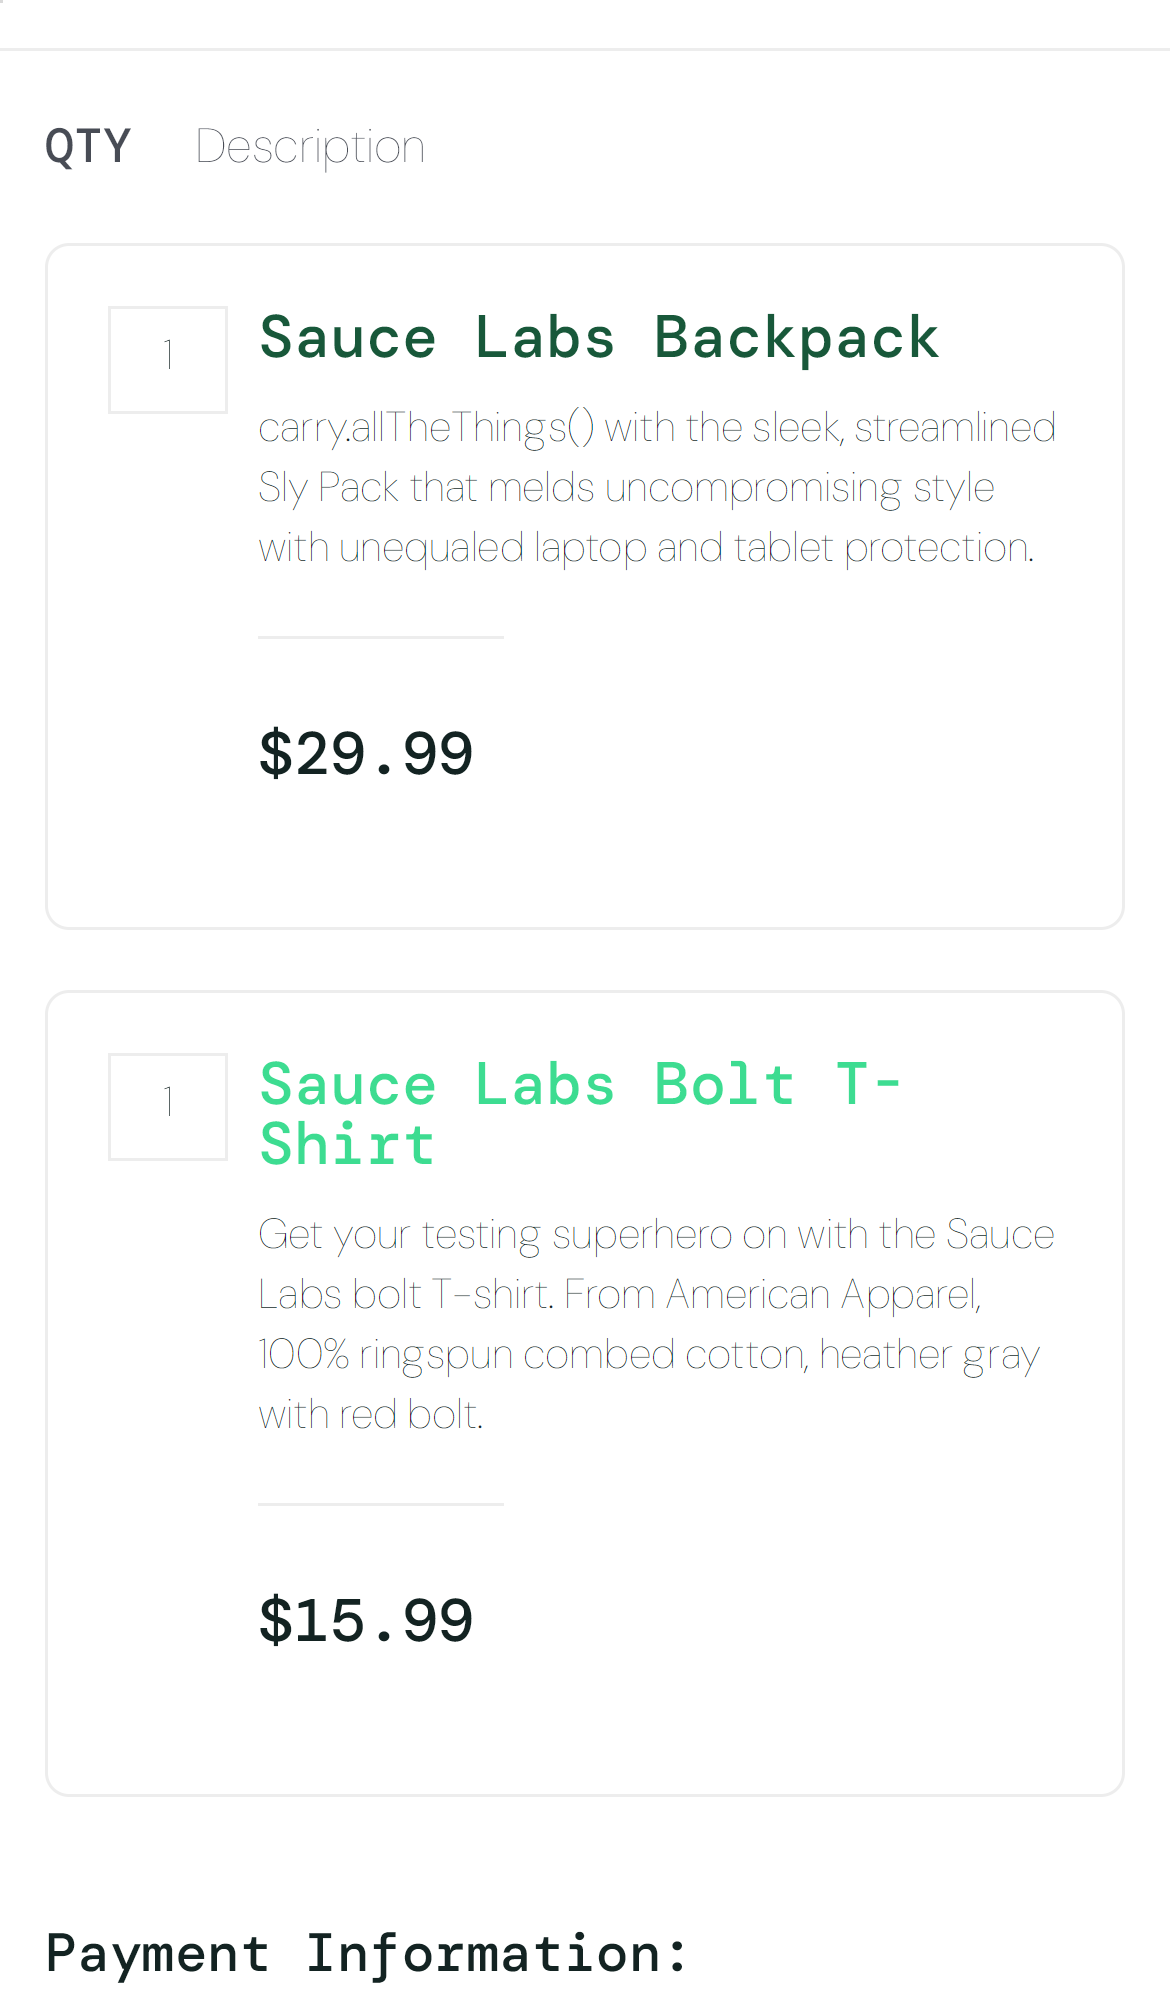 QTY Description
1 Sauce Labs Backpack
carry.allTheThings() with the sleek, streamlined
Sly Pack that melds uncompromising style
with unequaled laptop and tablet protection.
$29.99
1 Sauce Labs Bolt T-
Shirt
Get your testing superhero on with the Sauce
Labs bolt T-shirt. From American Apparel,
100% ringspun combed cotton, heather gray
with red bolt.
$15.99
Payment Information: